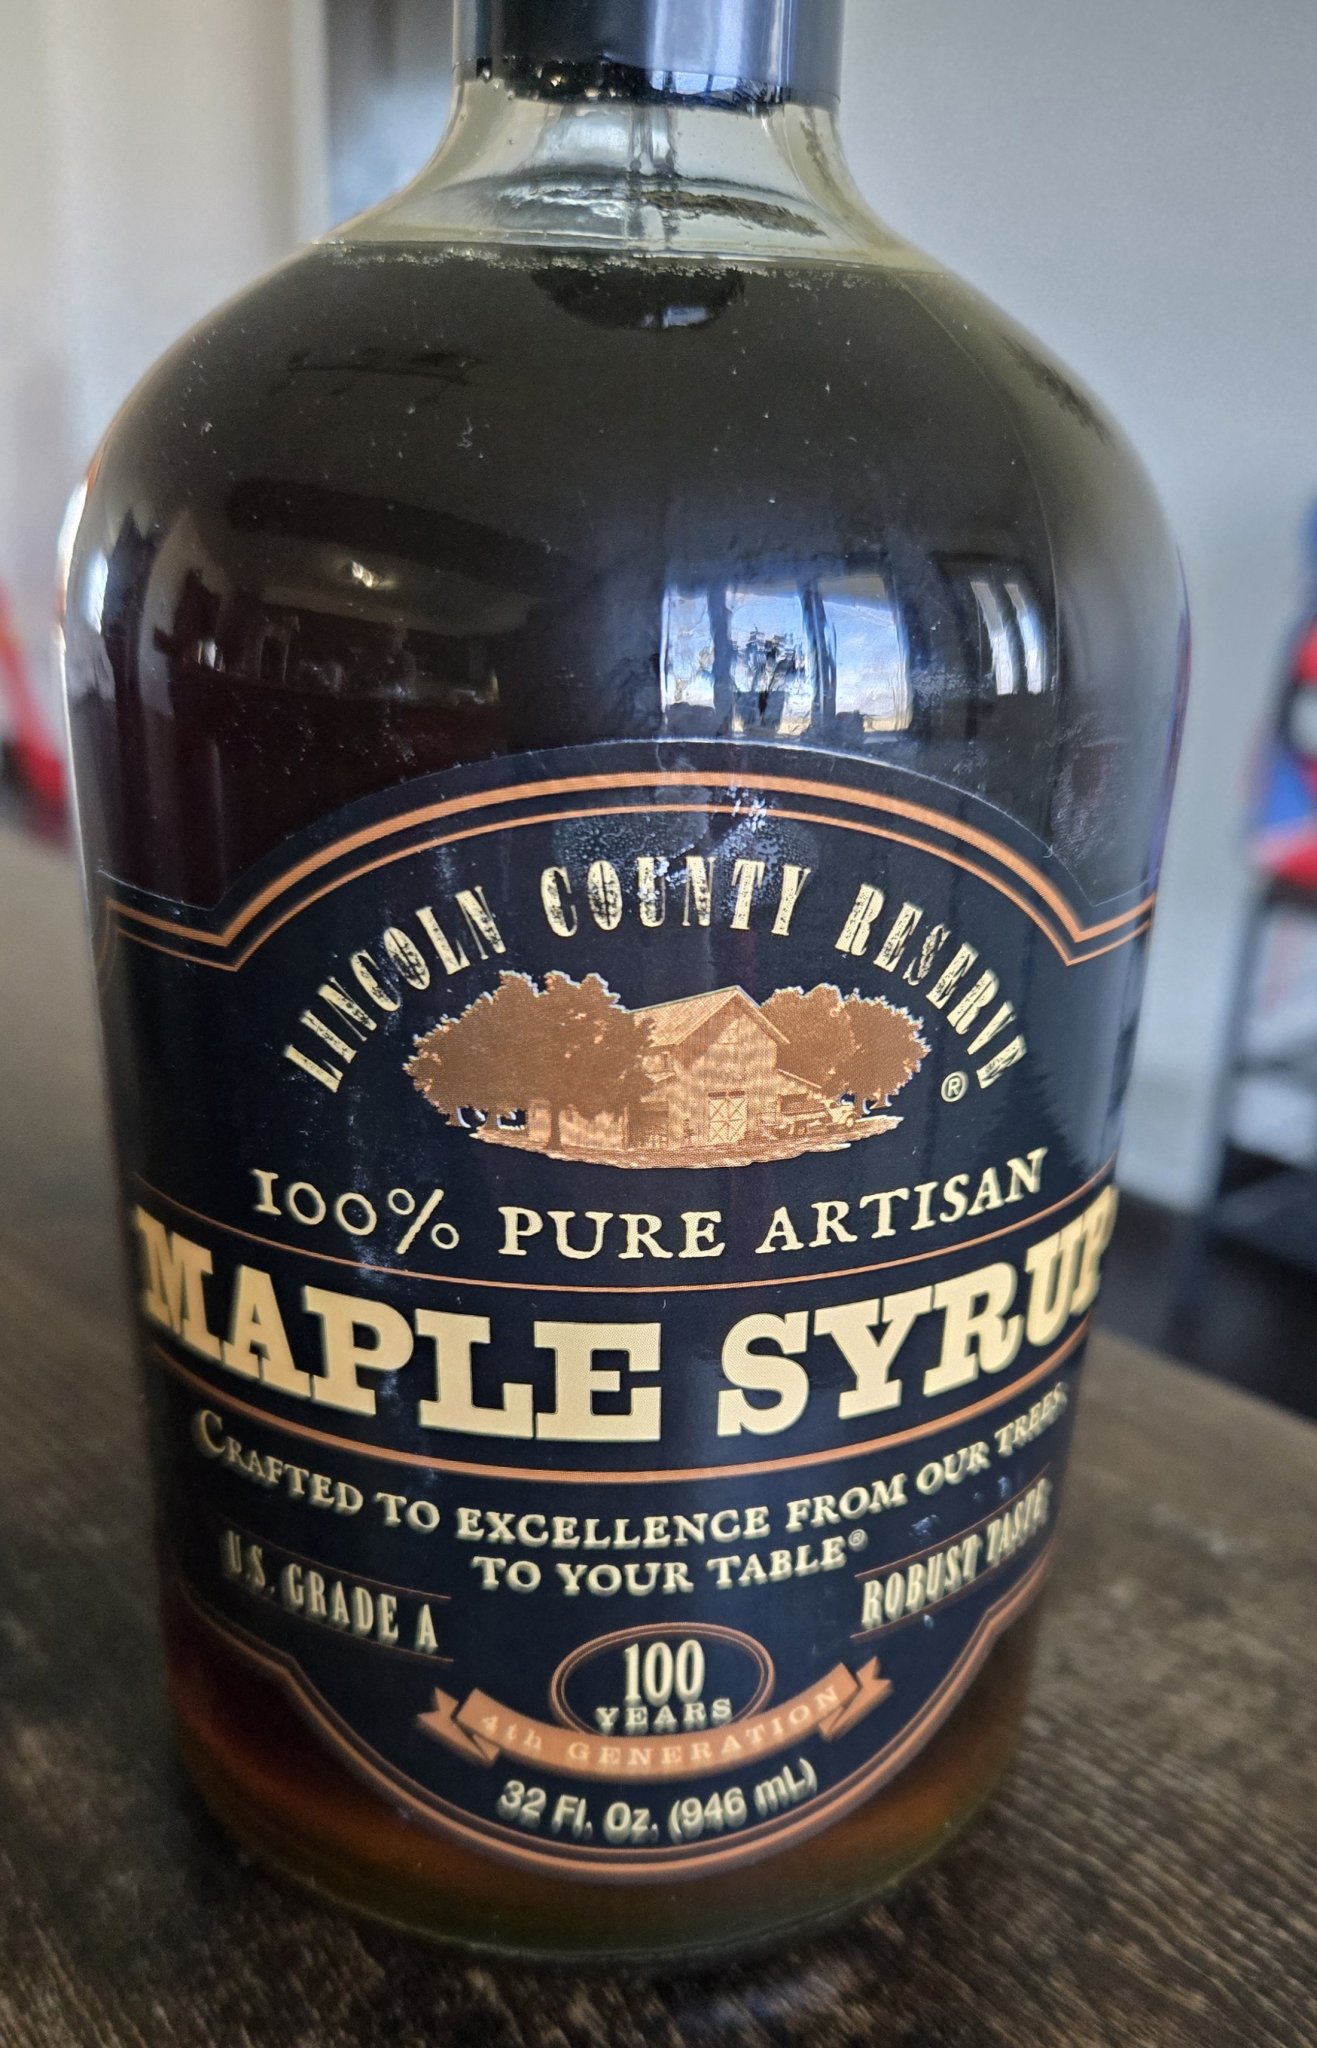 LINCOLN COUNTY RESERVE
®
100% PURE ARTISAN
MAPLE SYRUP
CRAFTED TO EXCELLENCE FROM OUR TREES
TO YOUR TABLE®
U.S. GRADE A
ROBUST TASTE
100
YEARS
4th GENERATION
32 Fl. Oz. (946 mL)